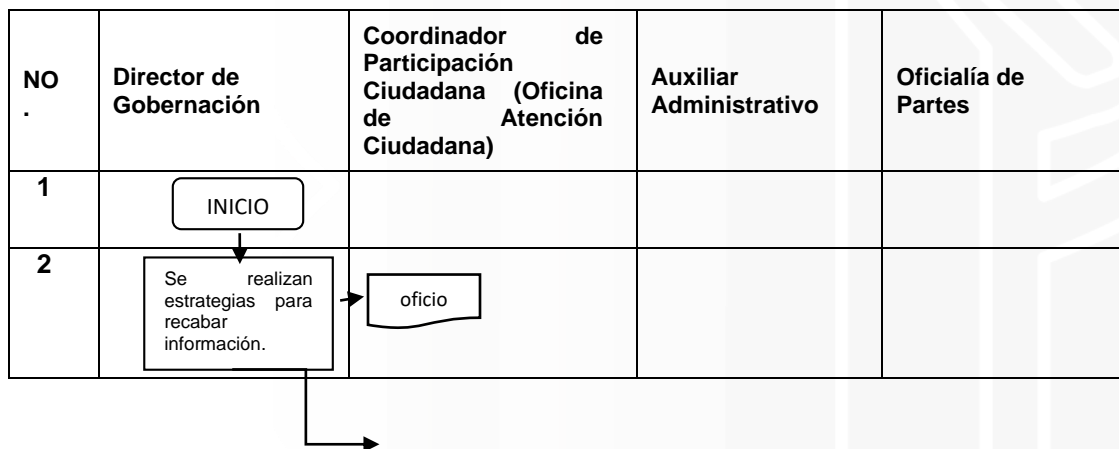 NO
.
Director de
Gobernación
Coordinador de
Participación
Ciudadana (Oficina
de Atención
Ciudadana)
Auxiliar
Administrativo
Oficialía de
Partes
1
INICIO
2
Se realizan
estrategias para
recabar
información.
oficio